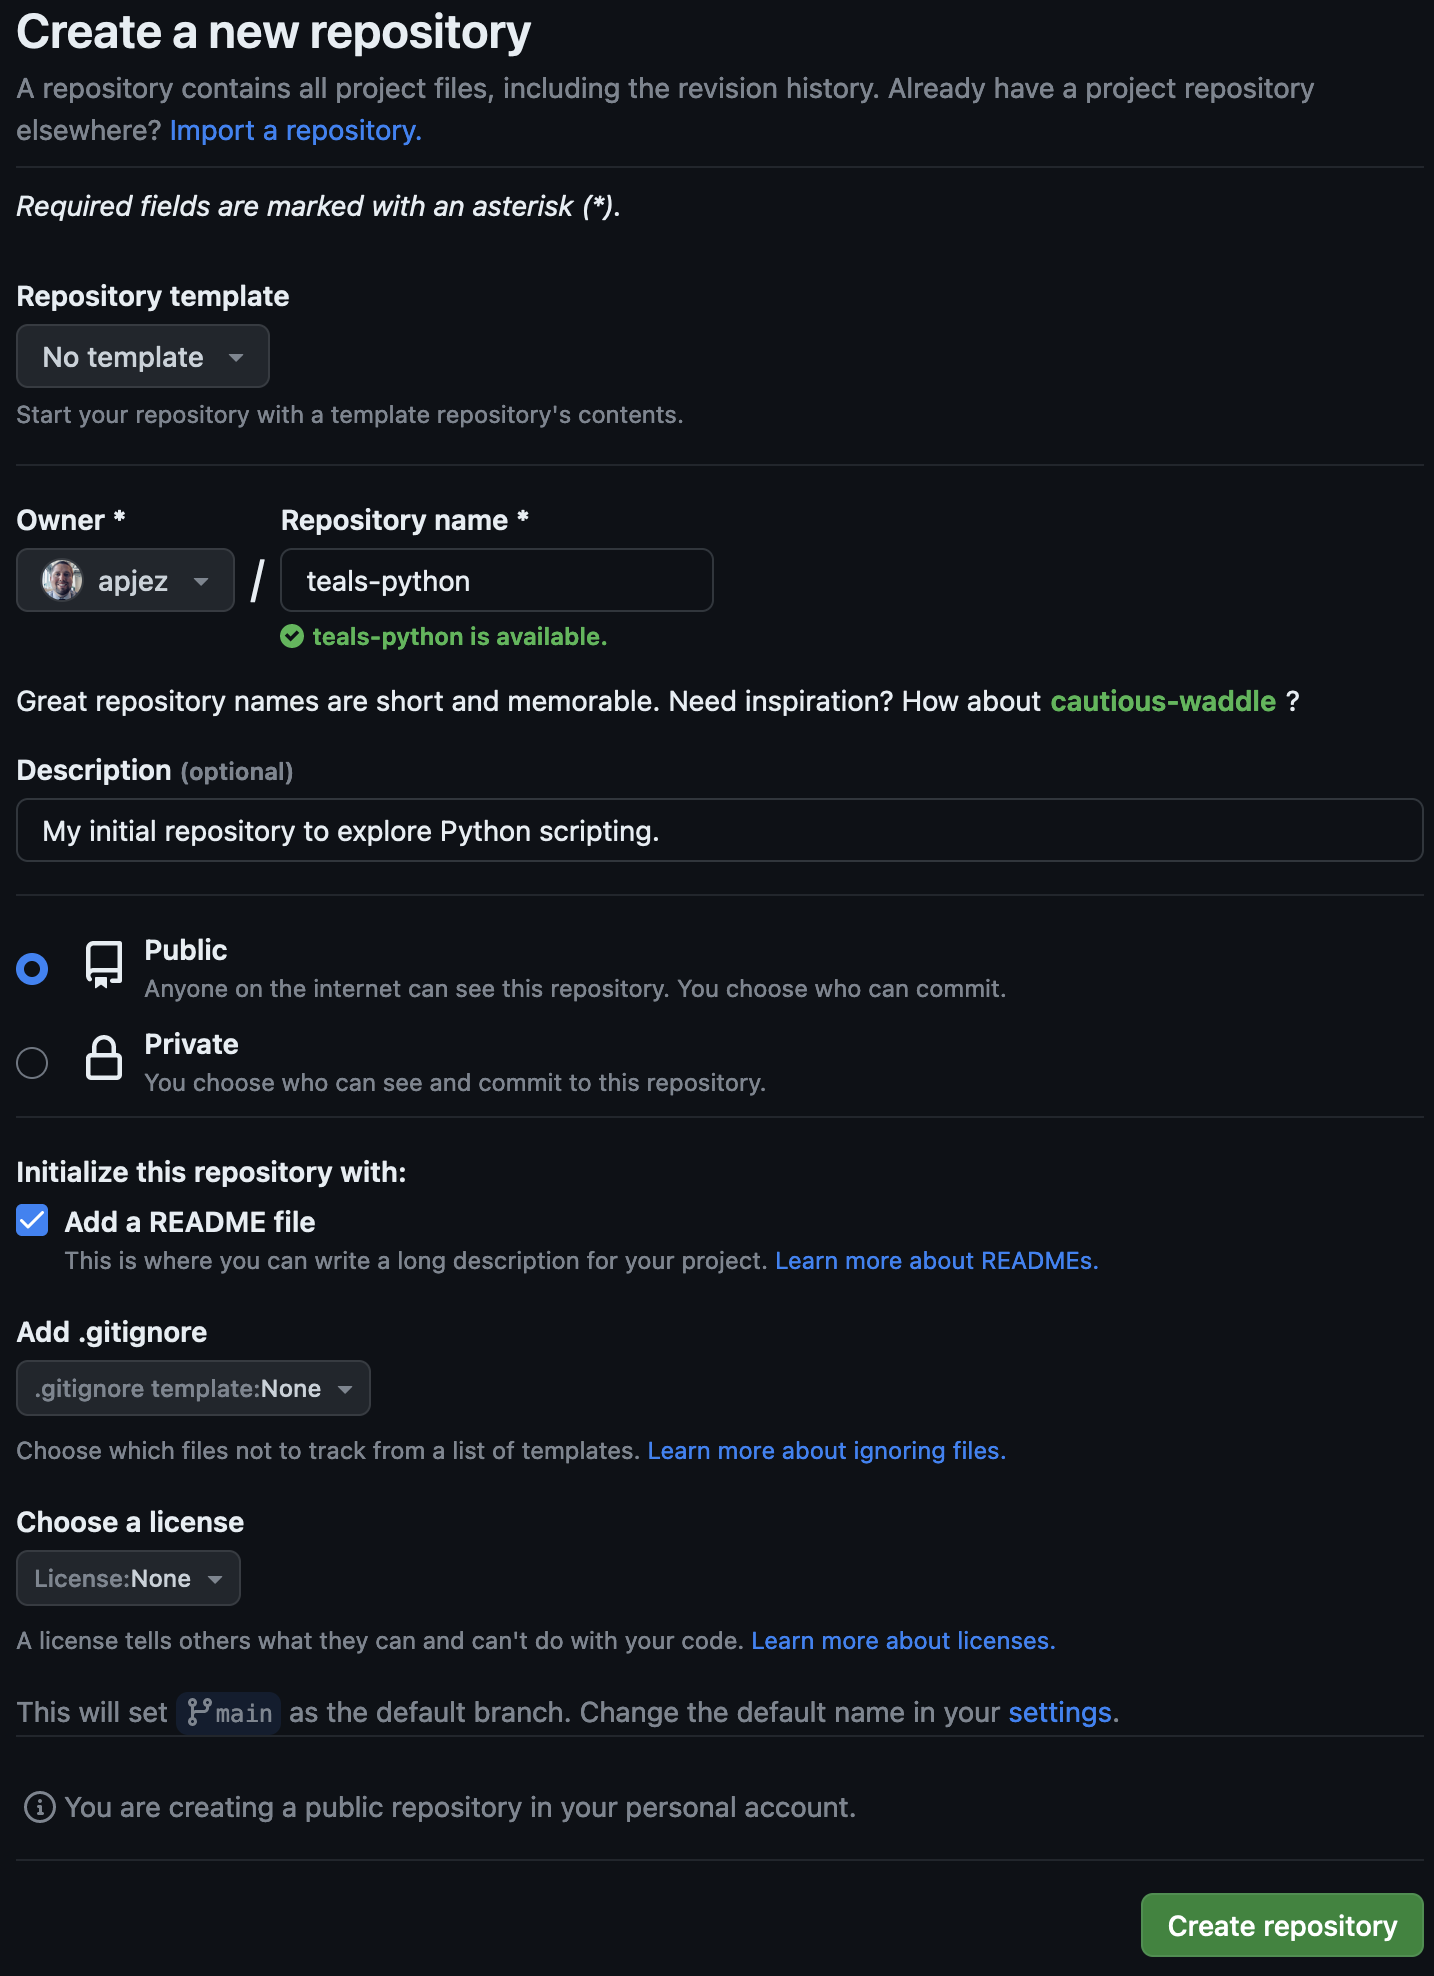 Create a new repository
A repository contains all project files, including the revision history. Already have a project repository
elsewhere? Import a repository.
Required fields are marked with an asterisk (*).
Repository template
No template
Start your repository with a template repository's contents.
Owner * Repository name *
apjez / teals-python
teals-python is available.
Great repository names are short and memorable. Need inspiration? How about cautious-waddle ?
Description (optional)
My initial repository to explore Python scripting.
Public
Anyone on the internet can see this repository. You choose who can commit.
Private
You choose who can see and commit to this repository.
Initialize this repository with:
Add a README file
This is where you can write a long description for your project. Learn more about READMEs.
Add .gitignore
.gitignore template:None
Choose which files not to track from a list of templates. Learn more about ignoring files.
Choose a license
License:None
A license tells others what they can and can't do with your code. Learn more about licenses.
This will set main as the default branch. Change the default name in your settings.
You are creating a public repository in your personal account.
Create repository